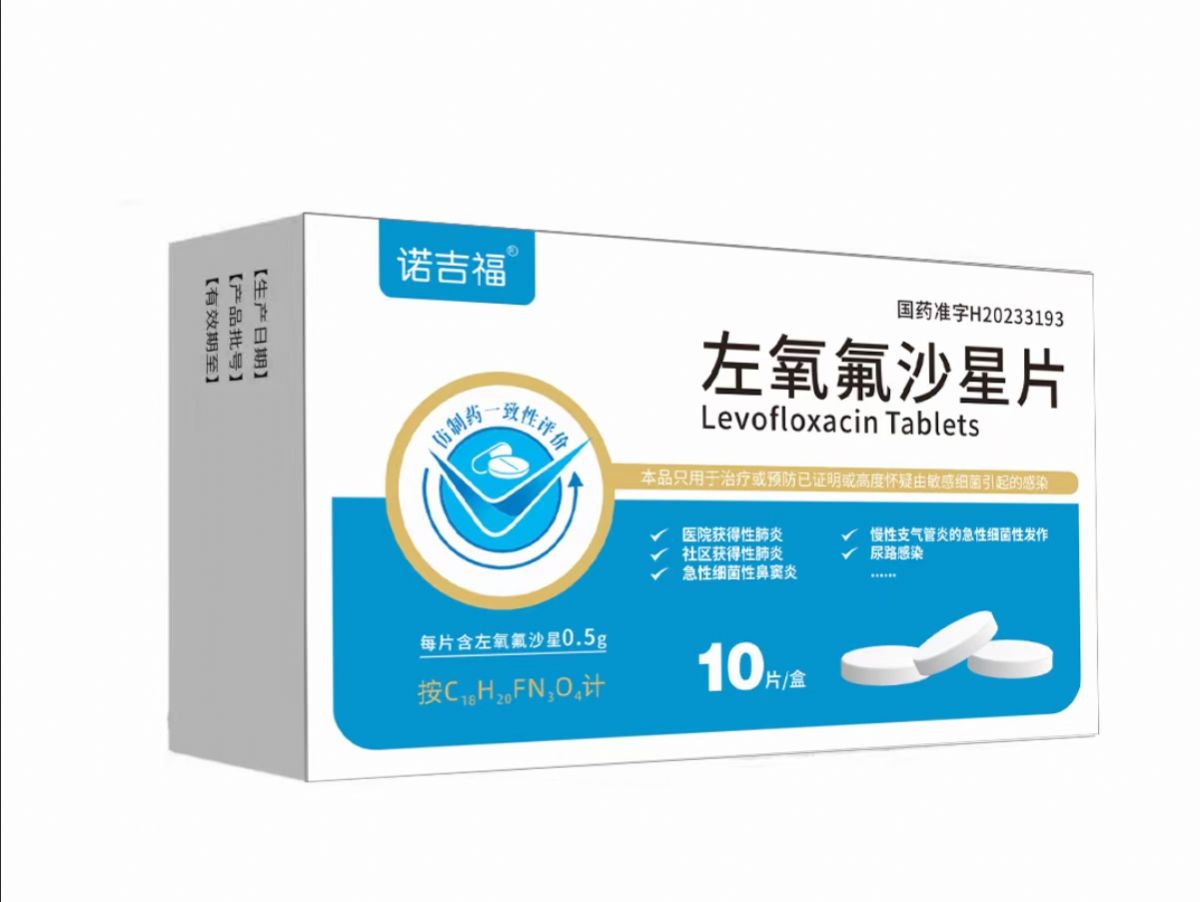 诺吉福®
国药准字H20233193
左氧氟沙星片
Levofloxacin Tablets
仿制药一致性评价
本品只用于治疗或预防已证明或高度怀疑由敏感细菌引起的感染
医院获得性肺炎
社区获得性肺炎
急性细菌性鼻窦炎
慢性支气管炎的急性细菌性发作
尿路感染
......
每片含左氧氟沙星0.5g
按C₁₈H₂₀FN₃O₄计
10片/盒
【生产日期】
【产品批号】
【有效期至】